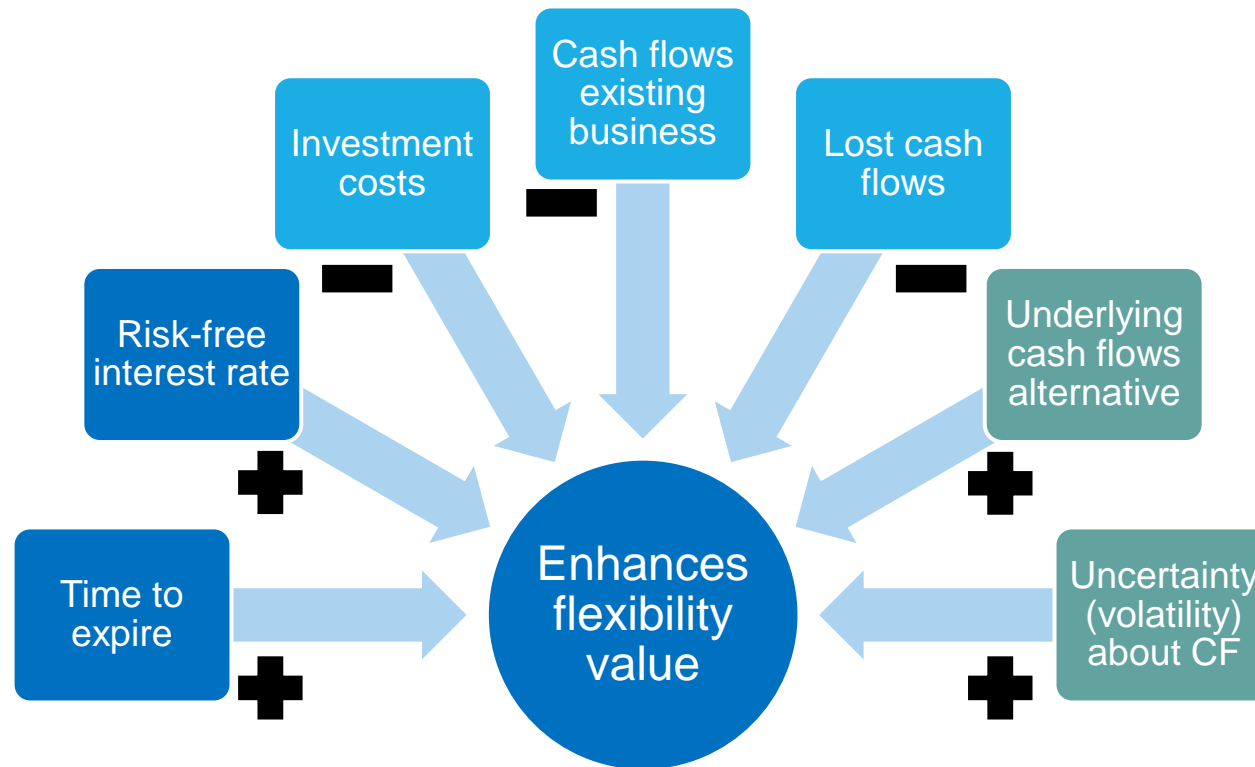 Cash flows
existing
business
Investment
costs
Lost cash
flows
Risk-free
interest rate
Underlying
cash flows
alternative
Time to
expire
Enhances
flexibility
value
Uncertainty
(volatility)
about CF